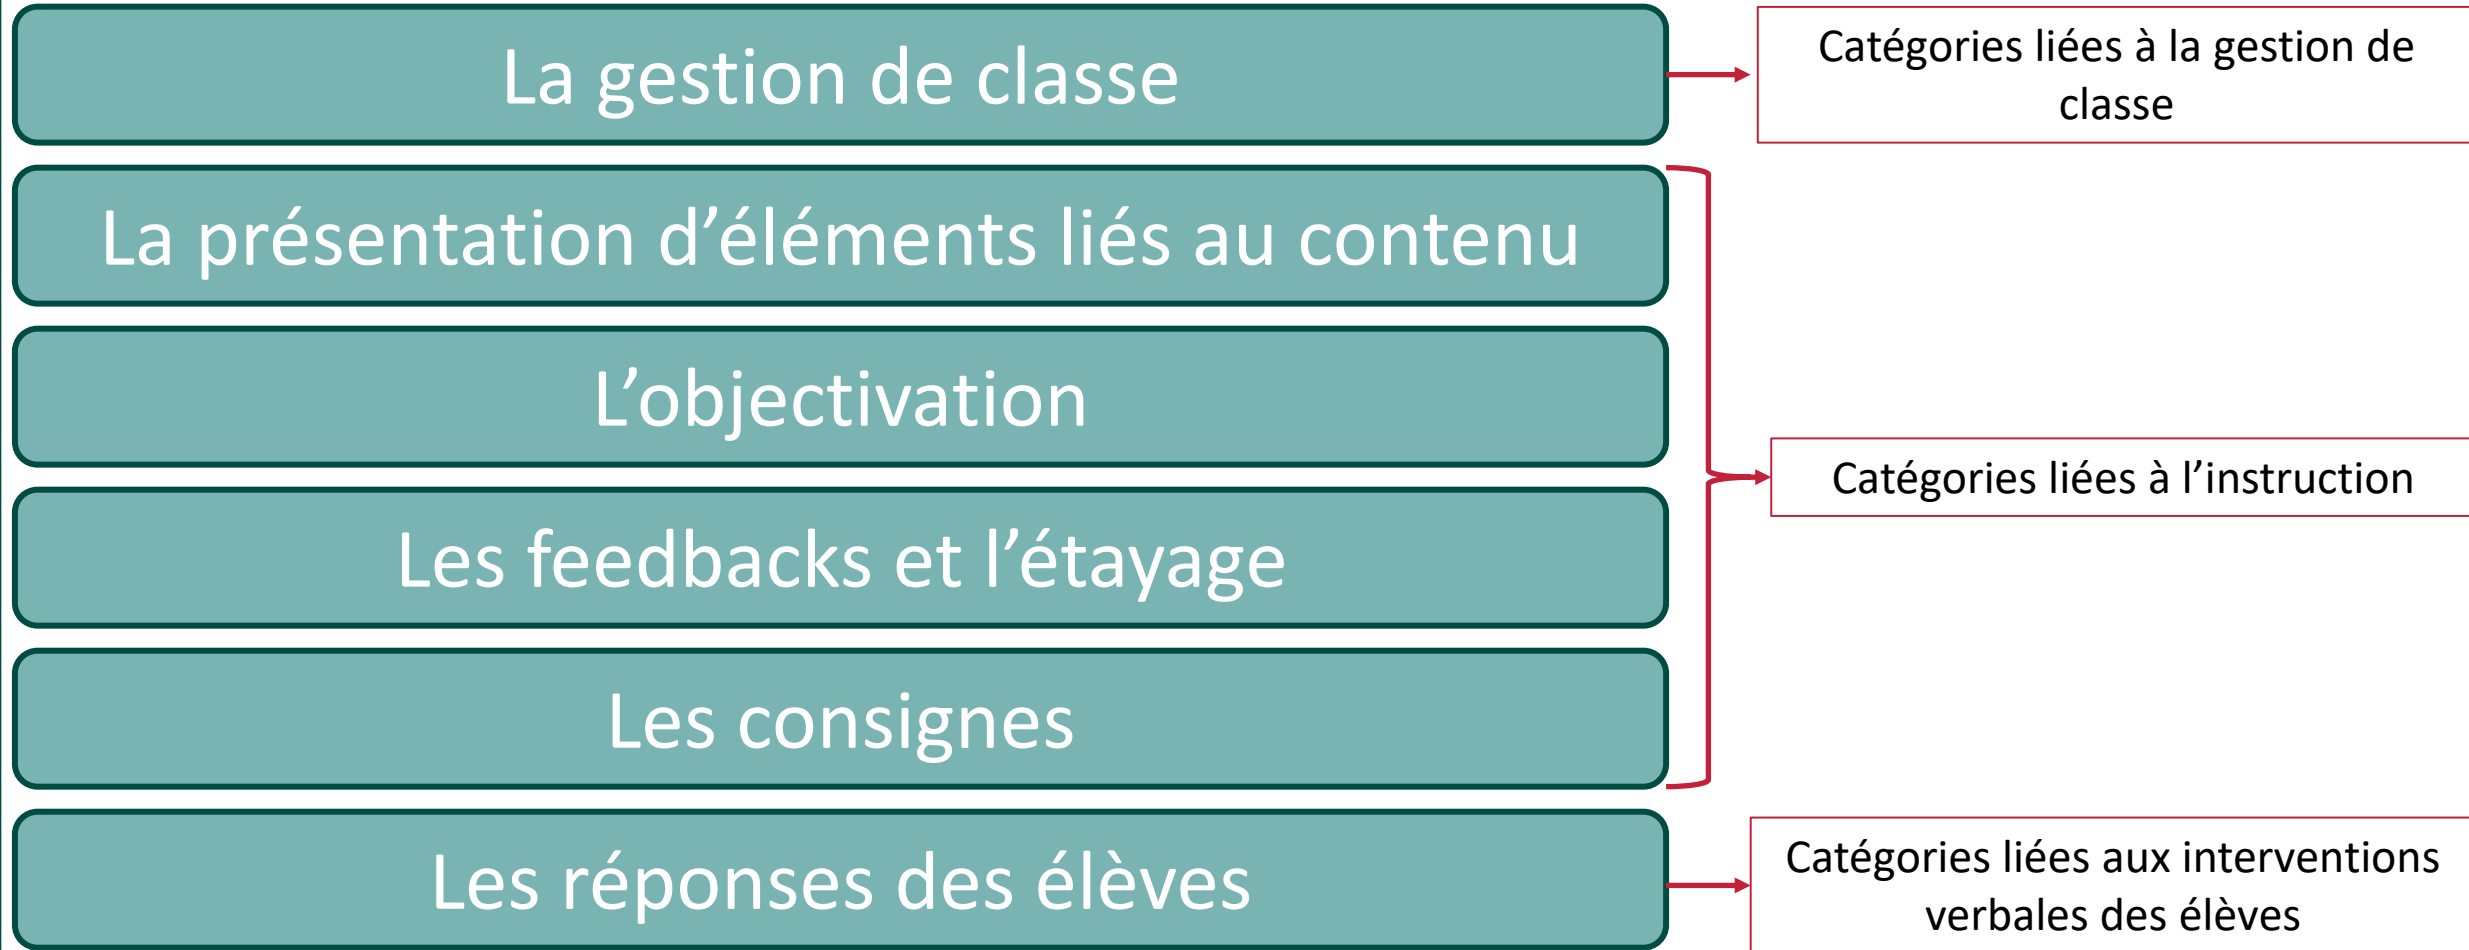 La gestion de classe
Catégories liées à la gestion de
classe
La présentation d’éléments liés au contenu
L’objectivation
Catégories liées à l’instruction
Les feedbacks et l’étayage
Les consignes
Les réponses des élèves
Catégories liées aux interventions
verbales des élèves